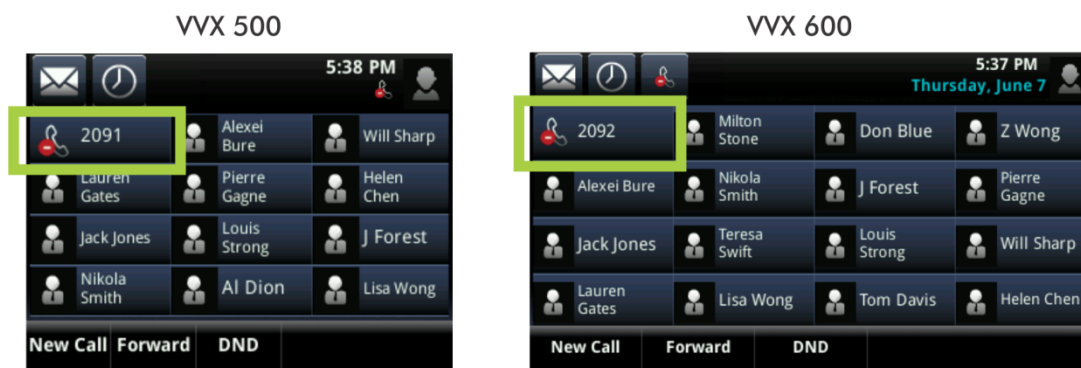 VVX 500
5:38 PM
2091
Alexei
Bure
Will Sharp
Lauren
Gates
Pierre
Gagne
Helen
Chen
Jack Jones
Louis
Strong
J Forest
Nikola
Smith
Al Dion
Lisa Wong
New Call Forward DND
VVX 600
5:37 PM
Thursday, June 7
2092
Milton
Stone
Don Blue
Z Wong
Alexei Bure
Nikola
Smith
J Forest
Pierre
Gagne
Jack Jones
Teresa
Swift
Louis
Strong
Will Sharp
Lauren
Gates
Lisa Wong
Tom Davis
Helen Chen
New Call Forward DND